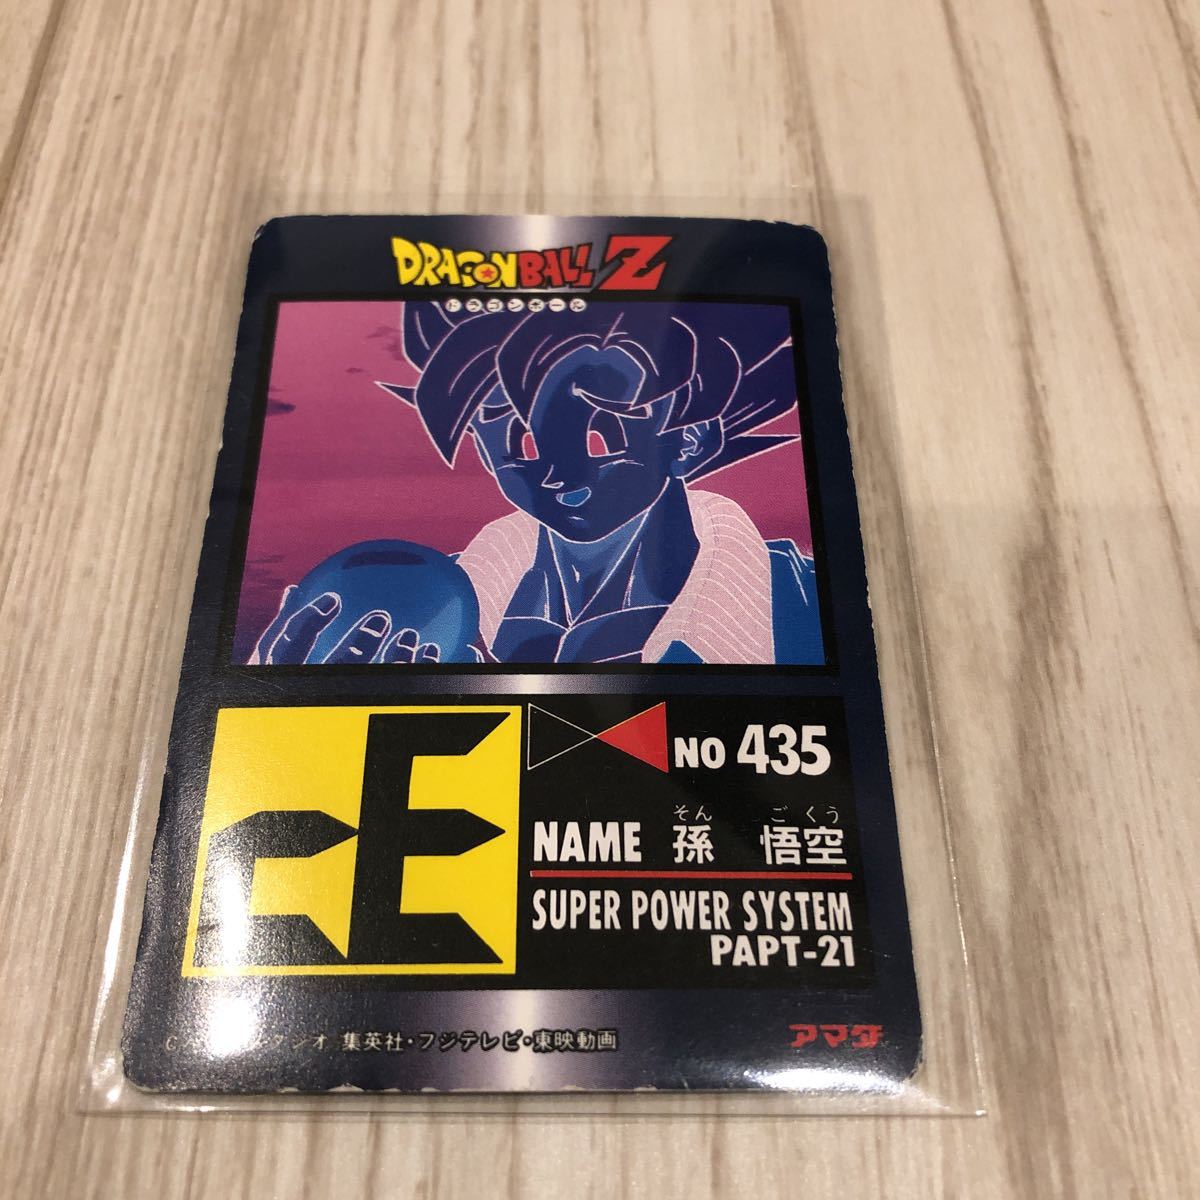 DRAGONBALL Z
ドラゴンボール
NO 435
そん ごくう
NAME 孫 悟空
SUPER POWER SYSTEM
PAPT-21
集英社・フジテレビ・東映動画
アマダ